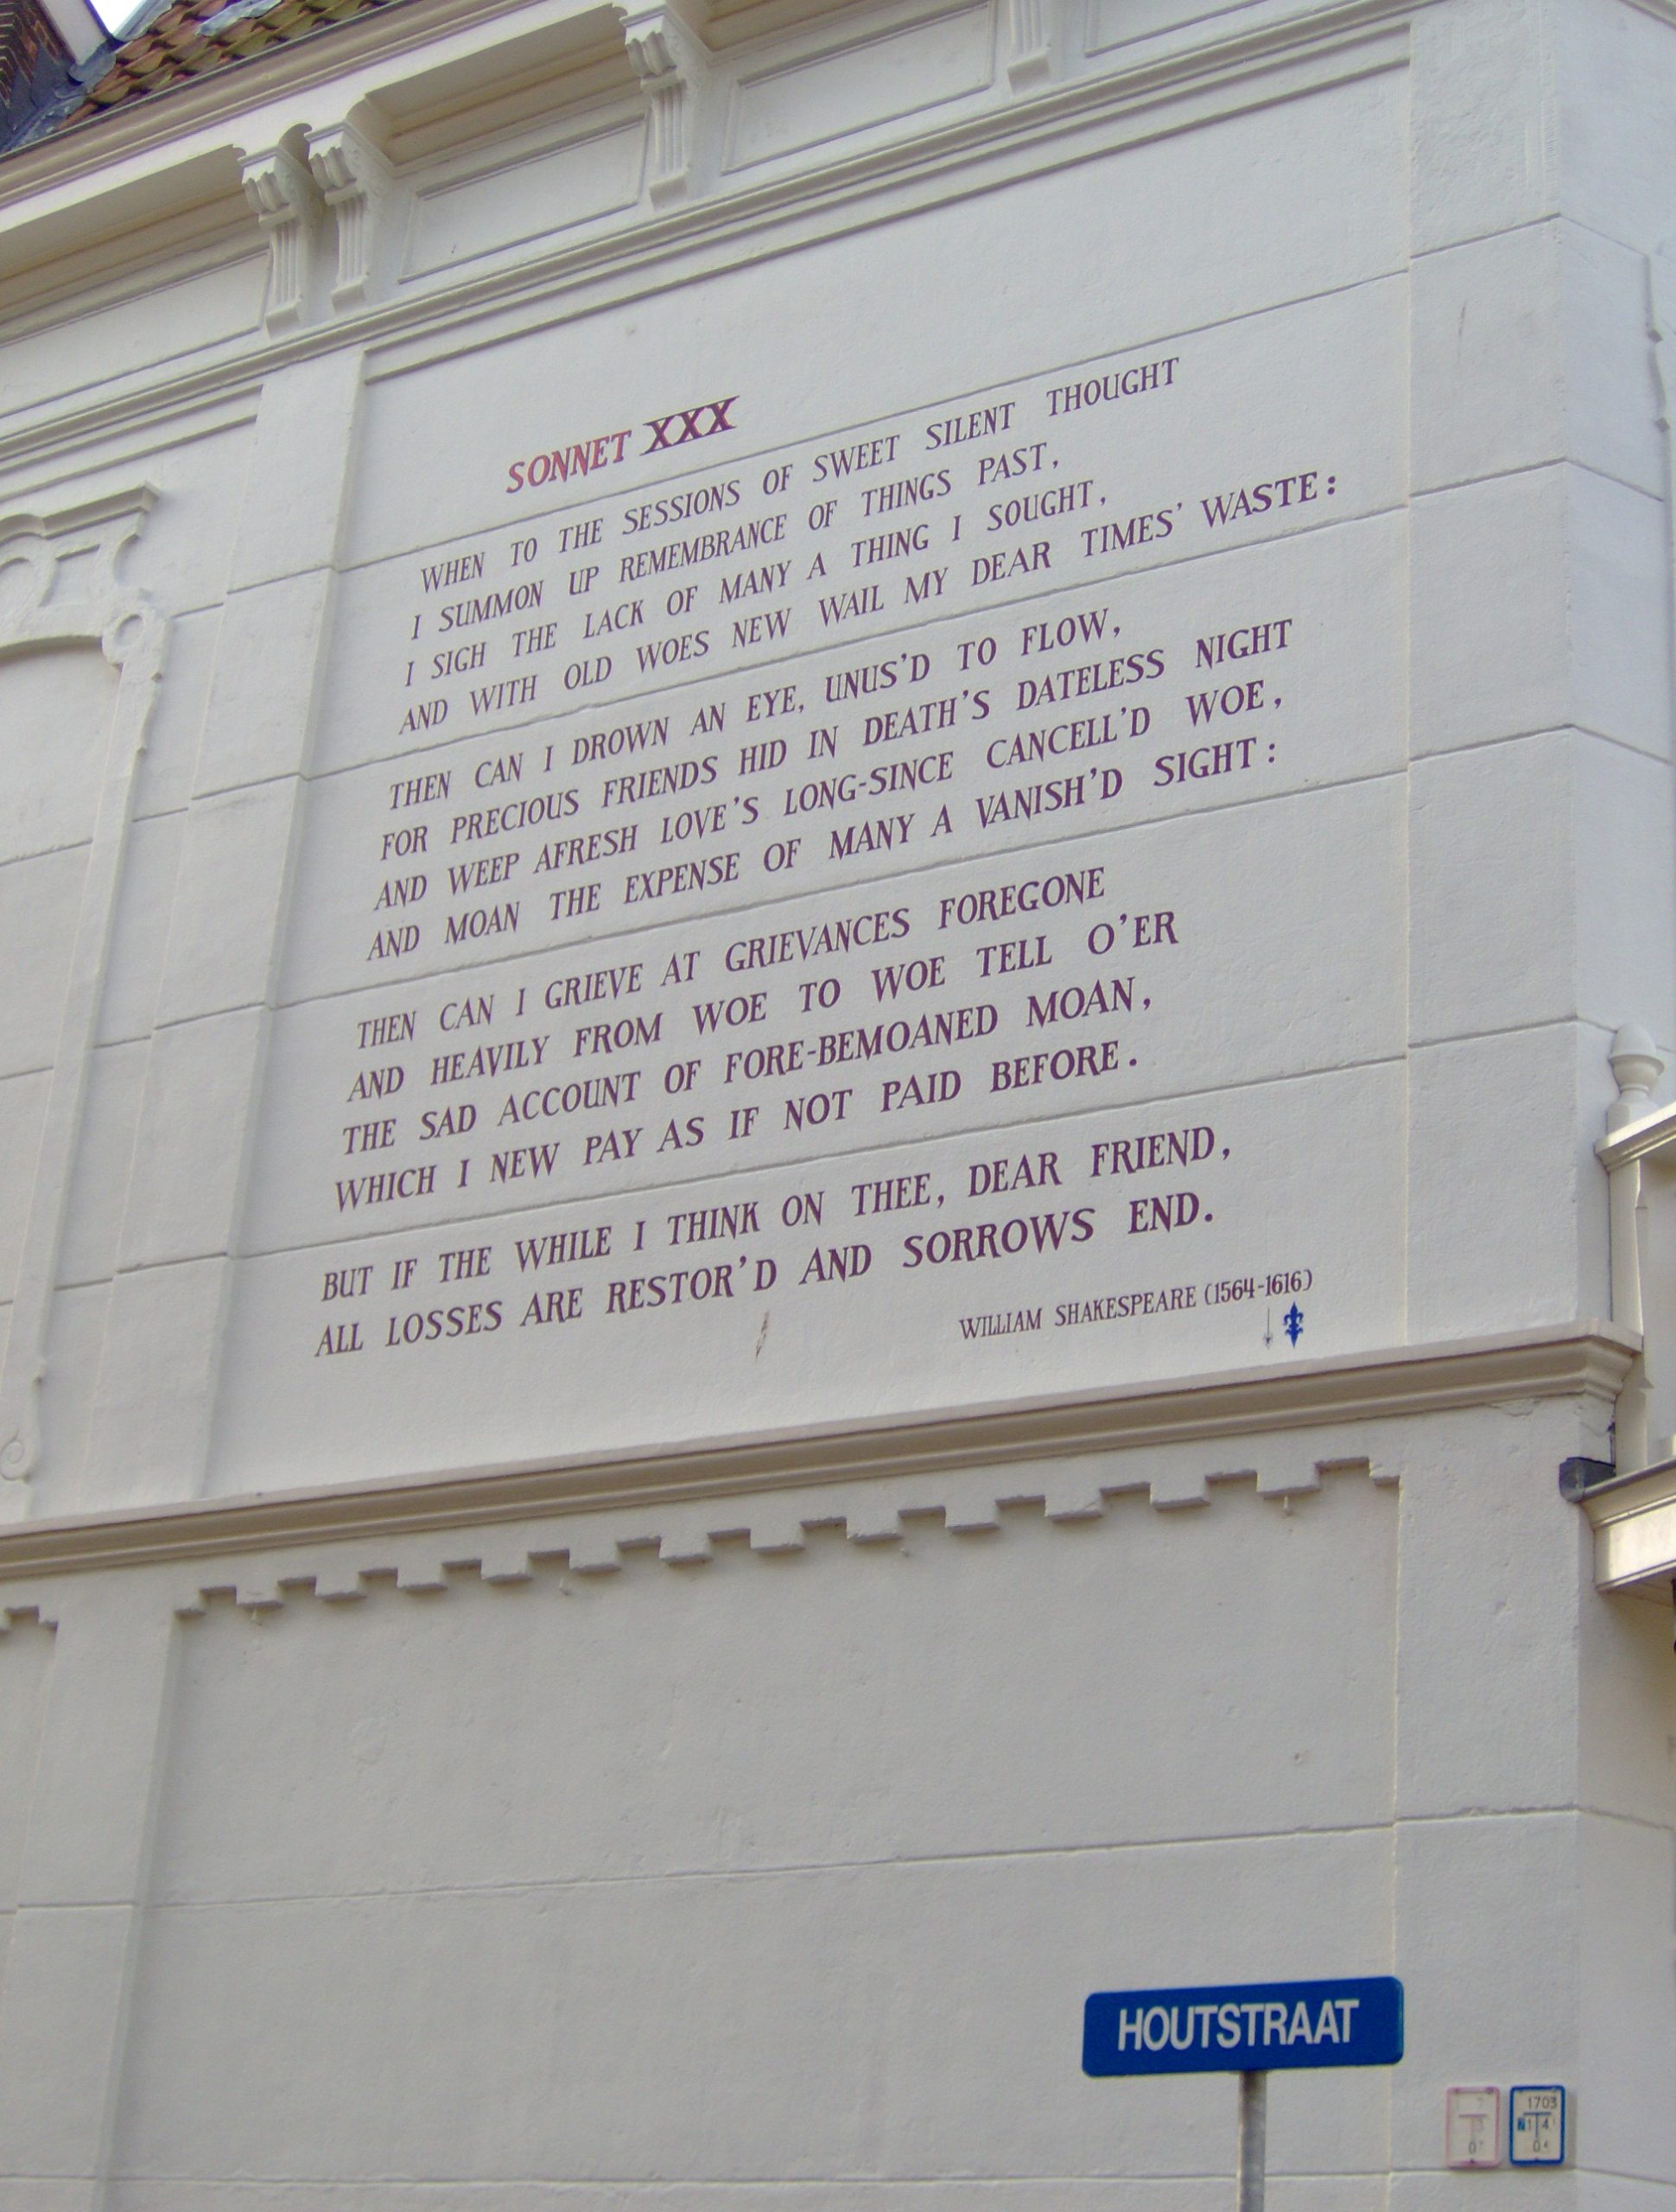 SONNET XXX
WHEN TO THE SESSIONS OF SWEET SILENT THOUGHT
I SUMMON UP REMEMBRANCE OF THINGS PAST,
I SIGH THE LACK OF MANY A THING I SOUGHT,
AND WITH OLD WOES NEW WAIL MY DEAR TIMES' WASTE:
THEN CAN I DROWN AN EYE, UNUS'D TO FLOW,
FOR PRECIOUS FRIENDS HID IN DEATH'S DATELESS NIGHT
AND WEEP AFRESH LOVE'S LONG-SINCE CANCELL'D WOE,
AND MOAN THE EXPENSE OF MANY A VANISH'D SIGHT:
THEN CAN I GRIEVE AT GRIEVANCES FOREGONE
AND HEAVILY FROM WOE TO WOE TELL O'ER
THE SAD ACCOUNT OF FORE-BEMOANED MOAN,
WHICH I NEW PAY AS IF NOT PAID BEFORE.
BUT IF THE WHILE I THINK ON THEE, DEAR FRIEND,
ALL LOSSES ARE RESTOR'D AND SORROWS END.
WILLIAM SHAKESPEARE (1564-1616)
HOUTSTRAAT
1703